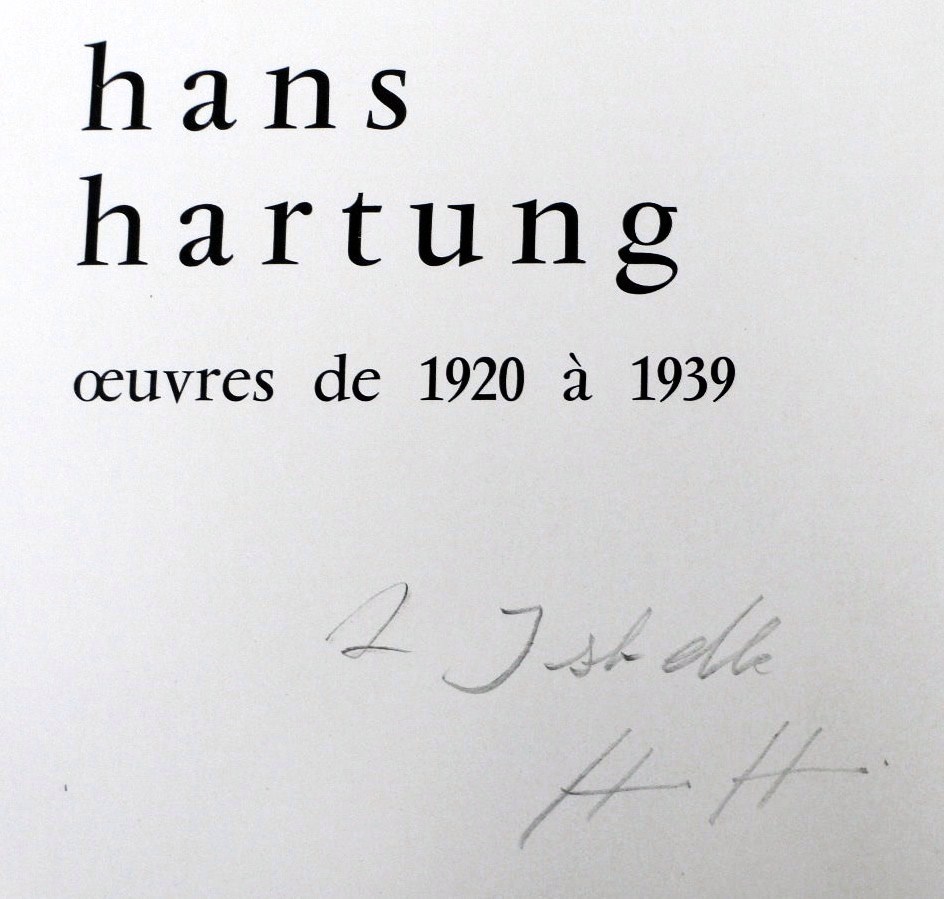 hans
hartung
œuvres de 1920 à 1939
Isabelle
H H.